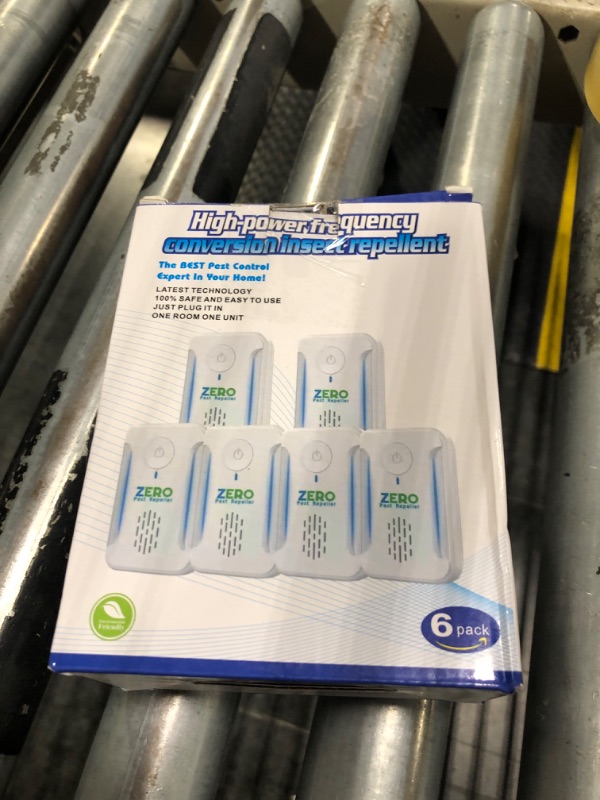 High-power frequency
conversion insect repellent
The BEST Pest Control
Expert In Your Home!
LATEST TECHNOLOGY
100% SAFE AND EASY TO USE
JUST PLUG IT IN
ONE ROOM ONE UNIT
ZERO
Pest Repeller
ZERO
Pest Repeller
ZERO
Pest Repeller
ZERO
Pest Repeller
ZERO
Pest Repeller
ZERO
Pest Repeller
Friendly
6 pack